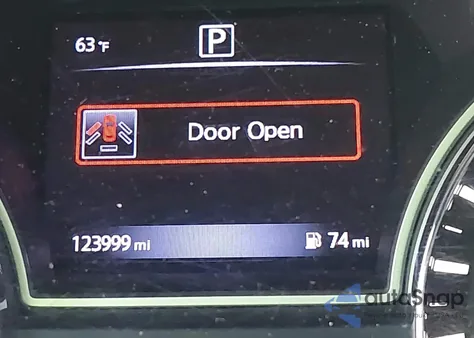 63 °F
P
Door Open
123999 mi
74 mi
autoSnap